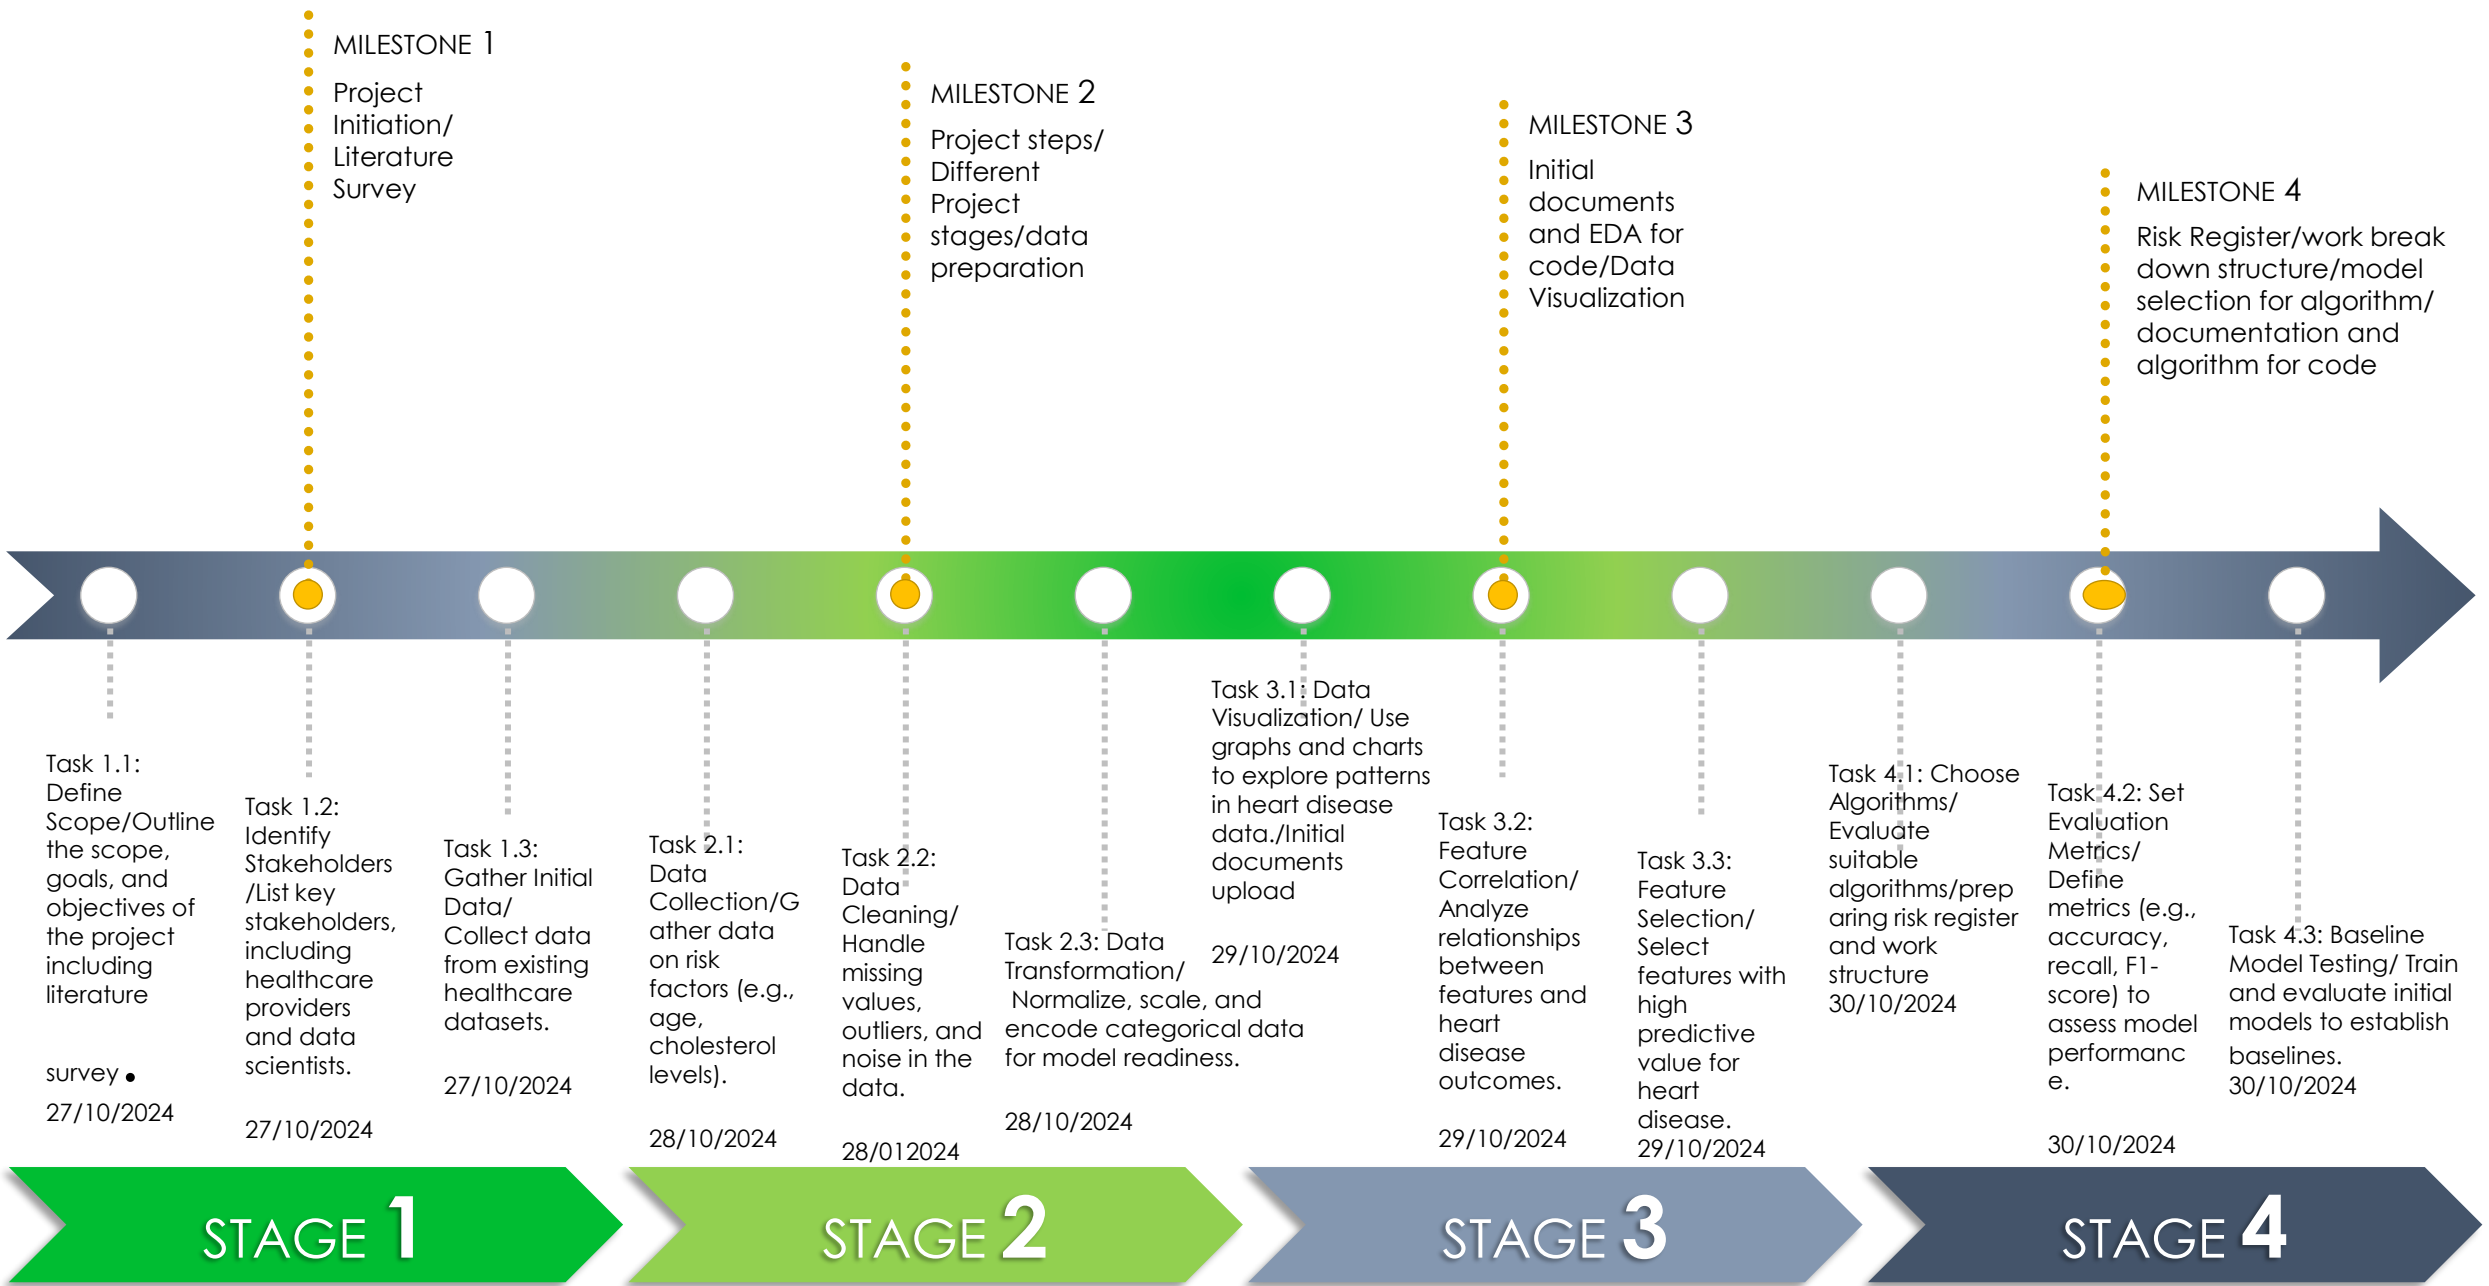 MILESTONE 1
Project
Initiation/
Literature
Survey
MILESTONE 2
Project steps/
Different
Project
stages/data
preparation
MILESTONE 3
Initial
documents
and EDA for
code/Data
Visualization
MILESTONE 4
Risk Register/work break
down structure/model
selection for algorithm/
documentation and
algorithm for code
Task 1.1:
Define
Scope/Outline
the scope,
goals, and
objectives of
the project
including
literature
survey.
27/10/2024
Task 1.2:
Identify
Stakeholders
/List key
stakeholders,
including
healthcare
providers
and data
scientists.
27/10/2024
Task 1.3:
Gather Initial
Data/
Collect data
from existing
healthcare
datasets.
27/10/2024
Task 2.1:
Data
Collection/G
ather data
on risk
factors (e.g.,
age,
cholesterol
levels).
28/10/2024
Task 2.2:
Data
Cleaning/
Handle
missing
values,
outliers, and
noise in the
data.
28/012024
Task 2.3: Data
Transformation/
Normalize, scale, and
encode categorical data
for model readiness.
28/10/2024
Task 3.1: Data
Visualization/ Use
graphs and charts
to explore patterns
in heart disease
data./Initial
documents
upload
29/10/2024
Task 3.2:
Feature
Correlation/
Analyze
relationships
between
features and
heart
disease
outcomes.
29/10/2024
Task 3.3:
Feature
Selection/
Select
features with
high
predictive
value for
heart
disease.
29/10/2024
Task 4.1: Choose
Algorithms/
Evaluate
suitable
algorithms/prep
aring risk register
and work
structure
30/10/2024
Task 4.2: Set
Evaluation
Metrics/
Define
metrics (e.g.,
accuracy,
recall, F1-
score) to
assess model
performanc
e.
30/10/2024
Task 4.3: Baseline
Model Testing/ Train
and evaluate initial
models to establish
baselines.
30/10/2024
STAGE 1
STAGE 2
STAGE 3
STAGE 4